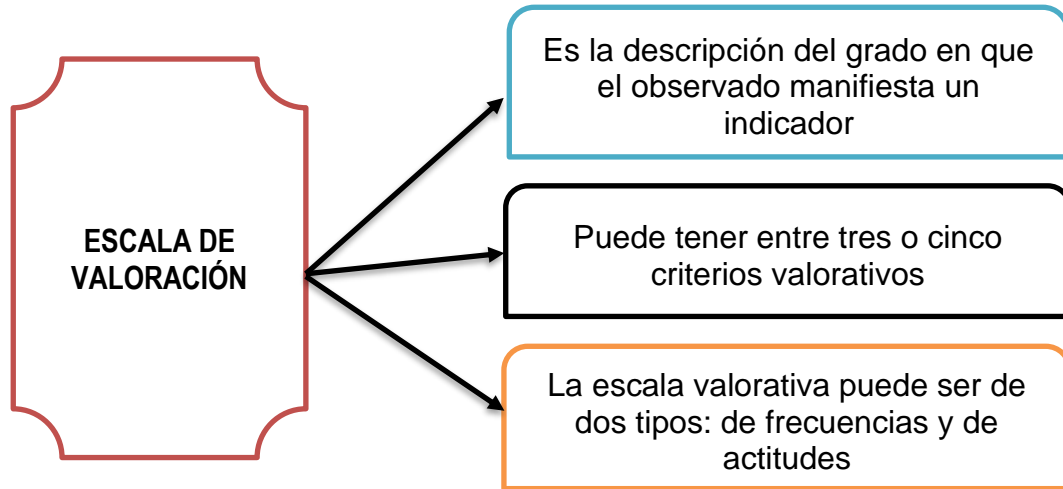 ESCALA DE
VALORACIÓN
Es la descripción del grado en que
el observado manifiesta un
indicador
Puede tener entre tres o cinco
criterios valorativos
La escala valorativa puede ser de
dos tipos: de frecuencias y de
actitudes